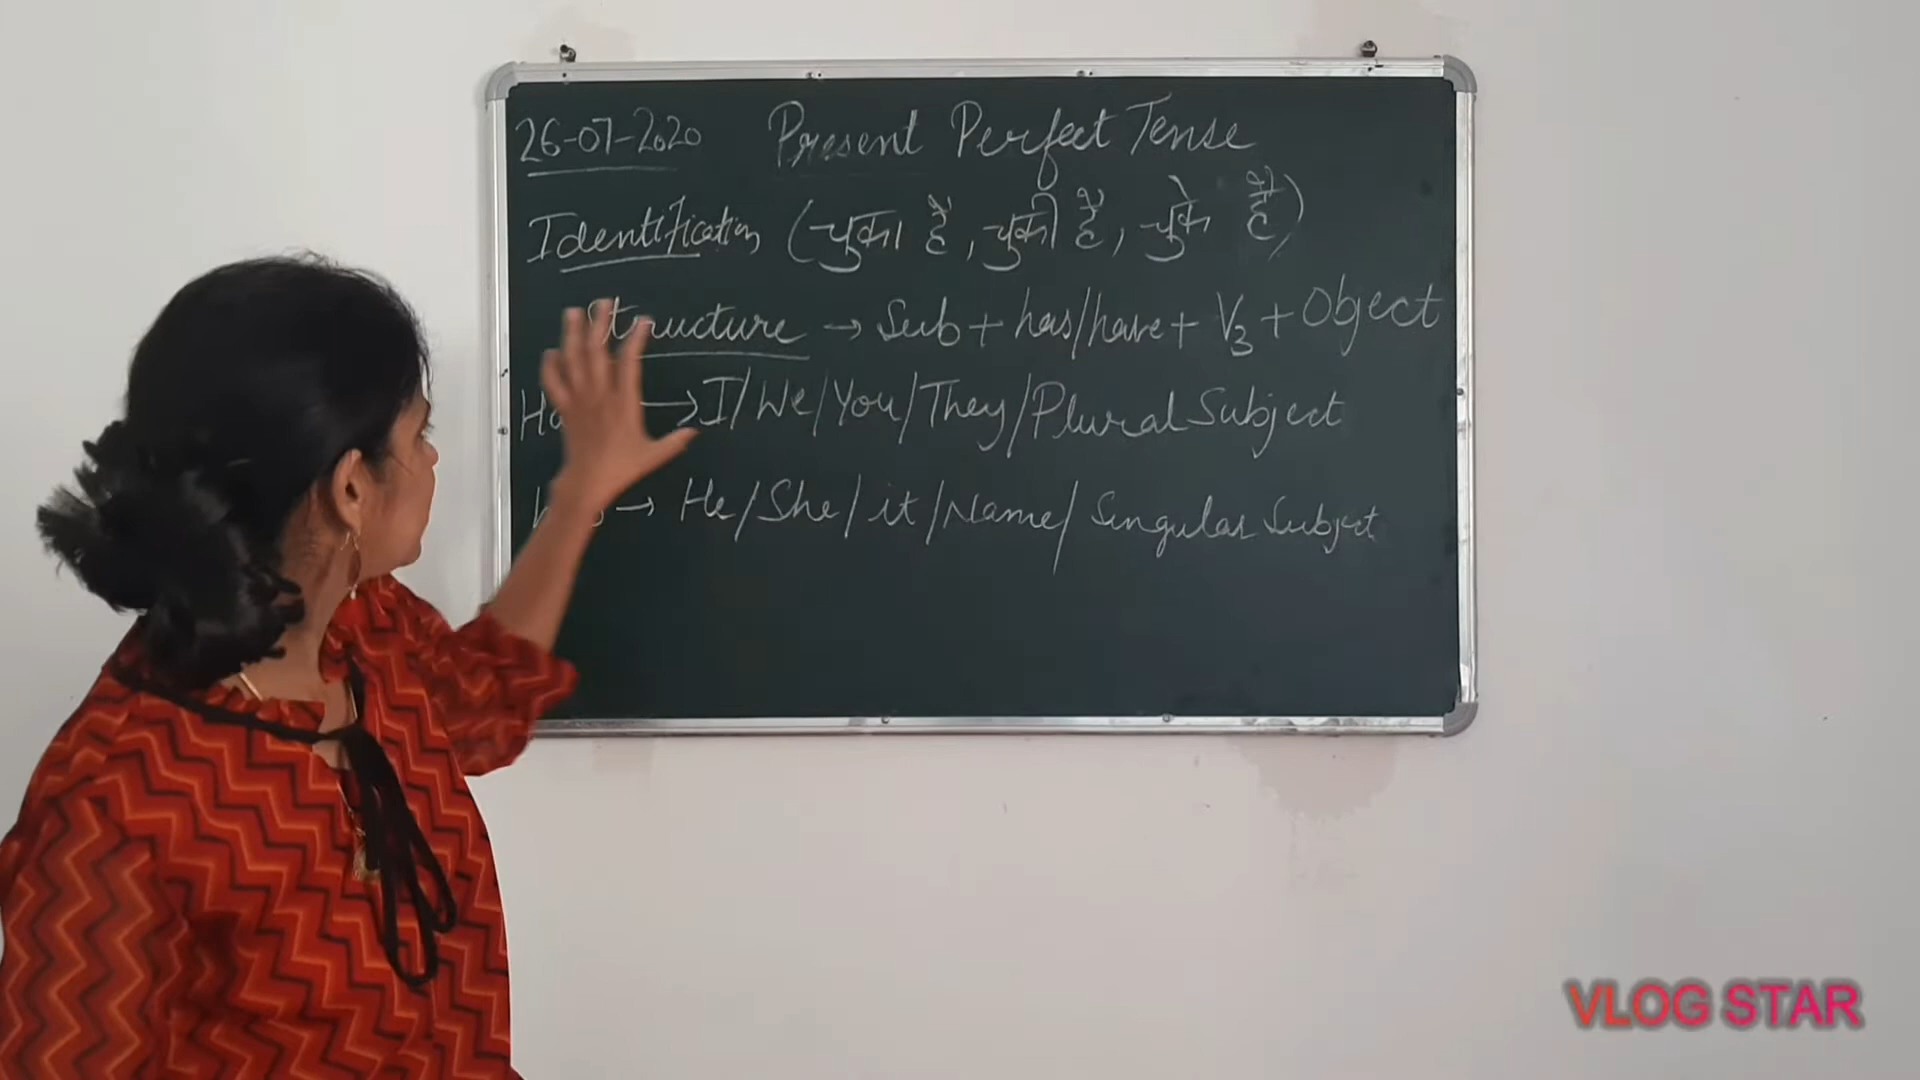 26-07-2020 Present Perfect Tense
Identification (चुका है, चुकी है, चुके हैं)
Structure → Sub + has/have + V3 + Object
→ I/We/You/They/Plural Subject
→ He/She/it/Name/Singular Subject
VLOG STAR